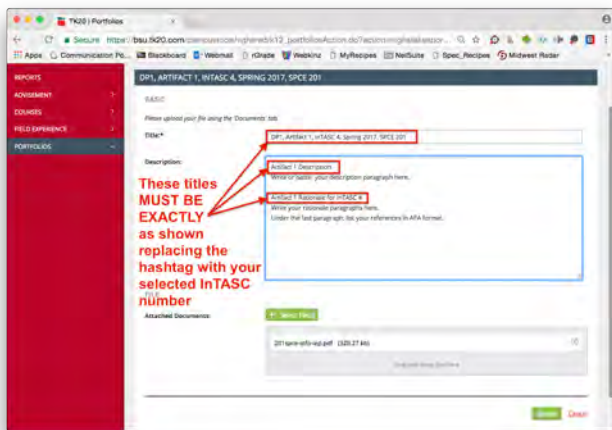 TK20 | Portfolios
Secure https://bsu.tk20.com
Apps Communication Po... Blackboard Webmail rGrade Webkinz MyRecipes NetSuite Spec_Recipes Midwest Radar
REPORTS
ADVISEMENT
COURSES
FIELD EXPERIENCE
PORTFOLIOS
DP1, ARTIFACT 1, INTASC 4, SPRING 2017, SPCE 201
BASIC
Please upload your file using the 'Documents' tab.
Title:*
DP1, Artifact 1, InTASC 4, Spring 2017, SPCE 201
Description:
Artifact 1 Description
Write or paste your description paragraph here.
Artifact 1 Rationale for InTASC 4
Write your rationale paragraphs here.
Under the last paragraph, list your references in APA format.
These titles
MUST BE
EXACTLY
as shown
replacing the
hashtag with your
selected InTASC
number
FILE
Attached Documents:
Select File(s)